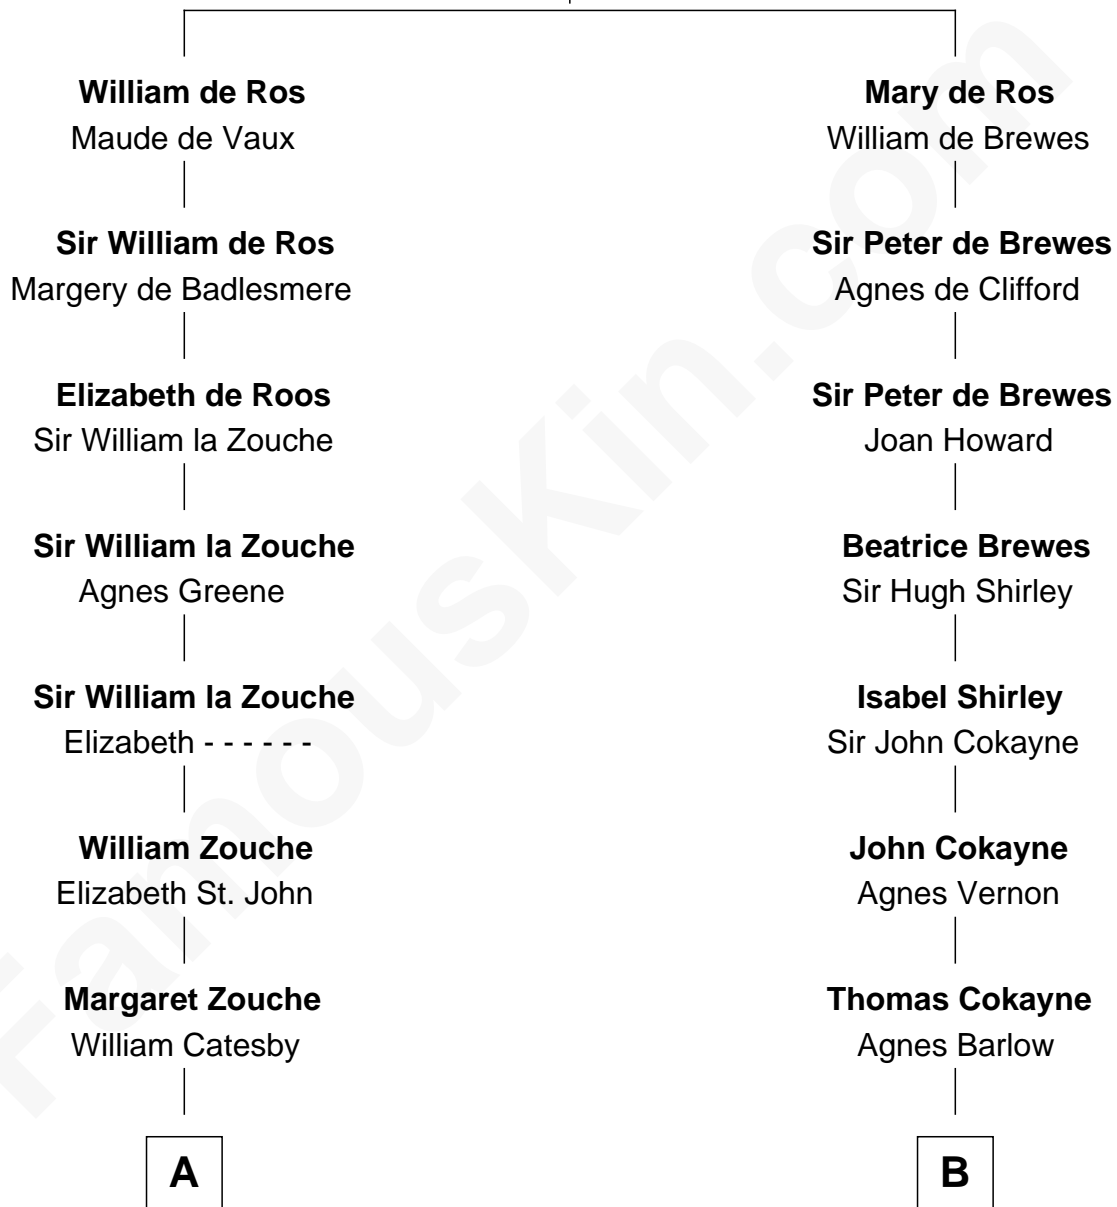 William de Ros
Maude de Vaux
Mary de Ros
William de Brewes
Sir William de Ros
Margery de Badlesmere
Sir Peter de Brewes
Agnes de Clifford
Elizabeth de Roos
Sir William la Zouche
Sir Peter de Brewes
Joan Howard
Sir William la Zouche
Agnes Greene
Beatrice Brewes
Sir Hugh Shirley
Sir William la Zouche
Elizabeth - - - - - -
Isabel Shirley
Sir John Cokayne
William Zouche
Elizabeth St. John
John Cokayne
Agnes Vernon
Margaret Zouche
William Catesby
Thomas Cokayne
Agnes Barlow
A
B
FamousKin.com